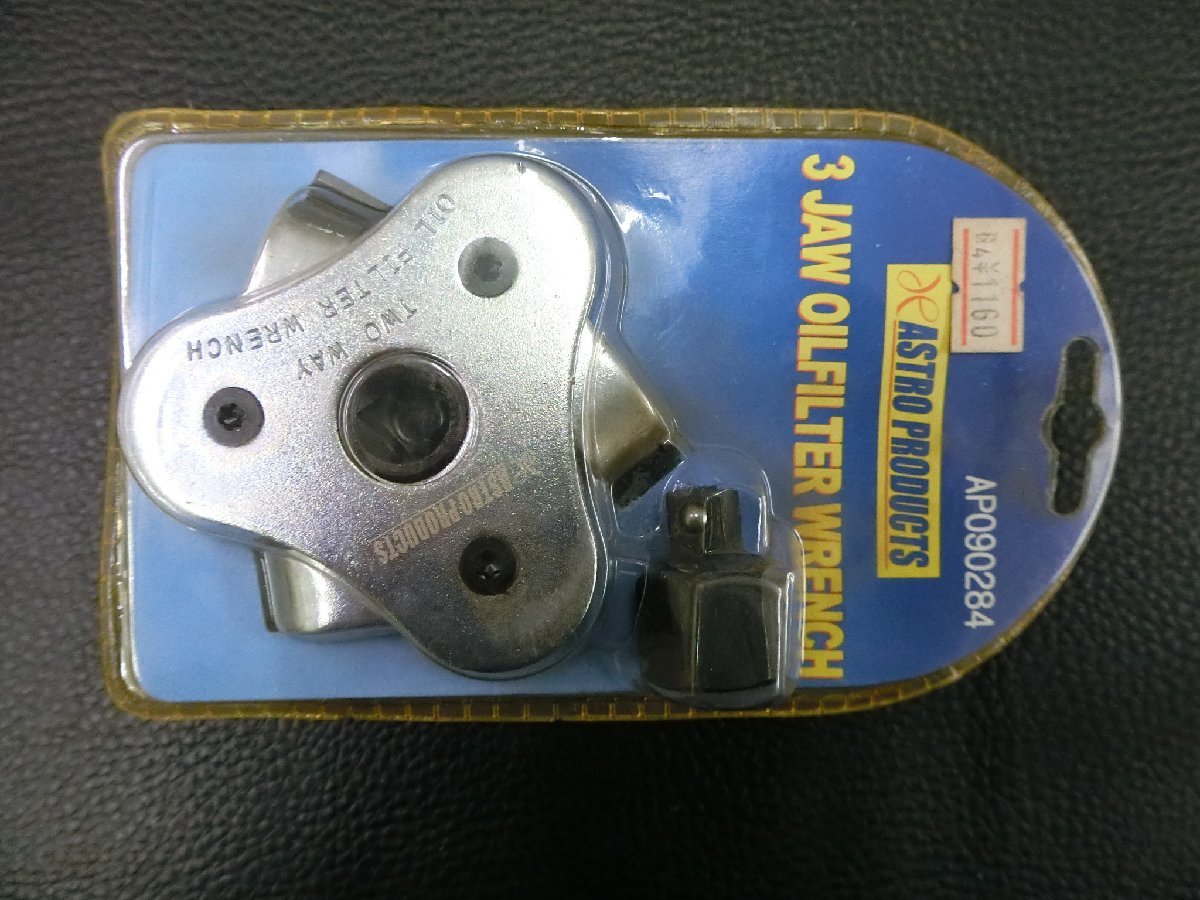 AP090284
ASTRO PRODUCTS
¥1160
3 JAW OILFILTER WRENCH
OIL FILTER WRENCH
TWO WAY
ASTRO PRODUCTS